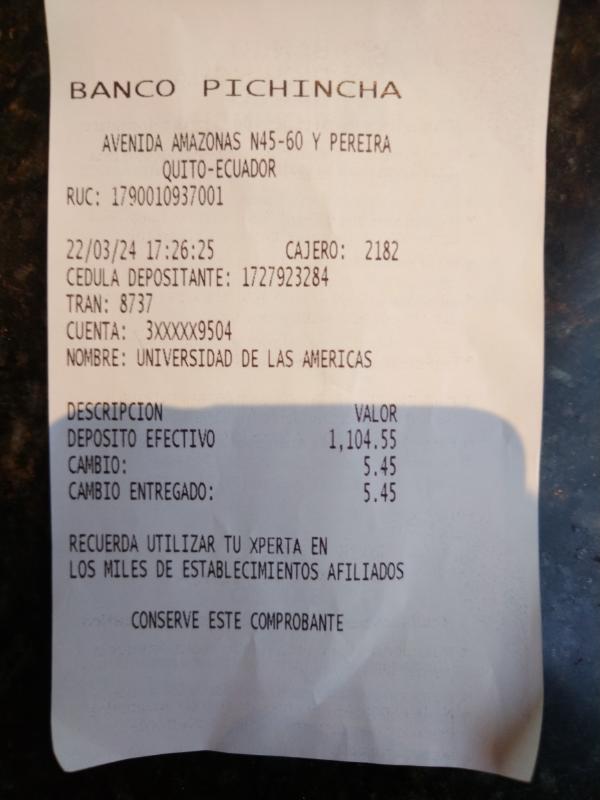 BANCO PICHINCHA
AVENIDA AMAZONAS N45-60 Y PEREIRA
QUITO-ECUADOR
RUC: 1790010937001
22/03/24 17:26:25 CAJERO: 2182
CEDULA DEPOSITANTE: 1727923284
TRAN: 8737
CUENTA: 3XXXXX9504
NOMBRE: UNIVERSIDAD DE LAS AMERICAS
DESCRIPCION VALOR
DEPOSITO EFECTIVO 1,104.55
CAMBIO: 5.45
CAMBIO ENTREGADO: 5.45
RECUERDA UTILIZAR TU XPERTA EN
LOS MILES DE ESTABLECIMIENTOS AFILIADOS
CONSERVE ESTE COMPROBANTE